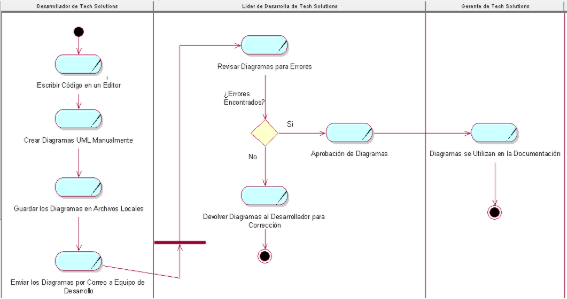 Desarrollador de Tech Solutions
Lider de Desarrollo de Tech Solutions
Gerente de Tech Solutions
Escribir Código en un Editor
Crear Diagramas UML Manualmente
Guardar los Diagramas en Archivos Locales
Enviar los Diagramas por Correo a Equipo de
Desarrollo
Revisar Diagramas para Errores
¿Errores
Encontrados?
Si
Aprobación de Diagramas
No
Devolver Diagramas al Desarrollador para
Corrección
Diagramas se Utilizan en la Documentación